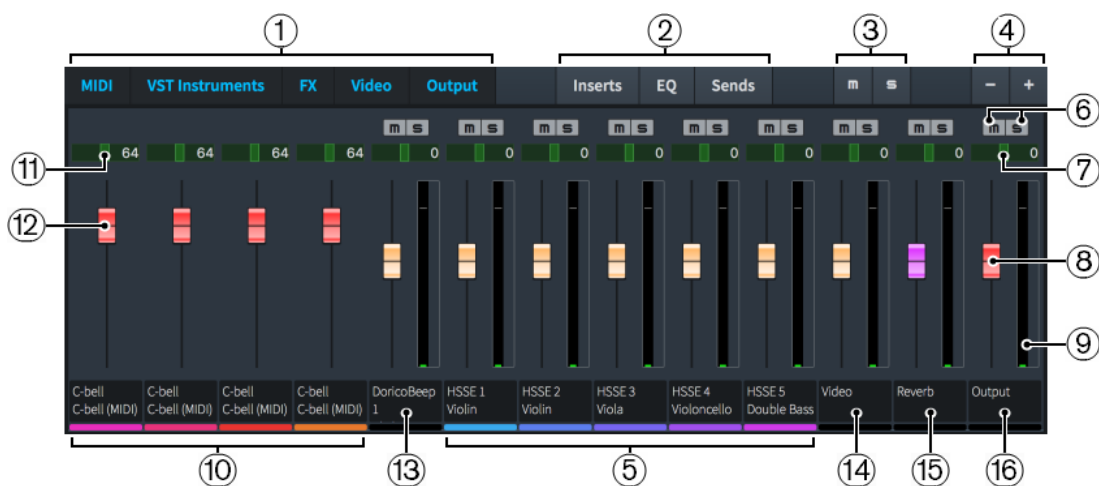 ① ② ③ ④
MIDI VST Instruments FX Video Output Inserts EQ Sends m s - +
m s m s m s m s m s m s m s m s m s ⑥
⑪ 64 64 64 64 0 0 0 0 0 0 0 0 0 ⑦
⑫
⑧
⑨
C-bell C-bell C-bell C-bell DoricoBeep HSSE 1 HSSE 2 HSSE 3 HSSE 4 HSSE 5 Video Reverb Output
C-bell (MIDI) C-bell (MIDI) C-bell (MIDI) C-bell (MIDI) 1 Violin Violin Viola Violoncello Double Bass
⑩ ⑬ ⑤ ⑭ ⑮ ⑯